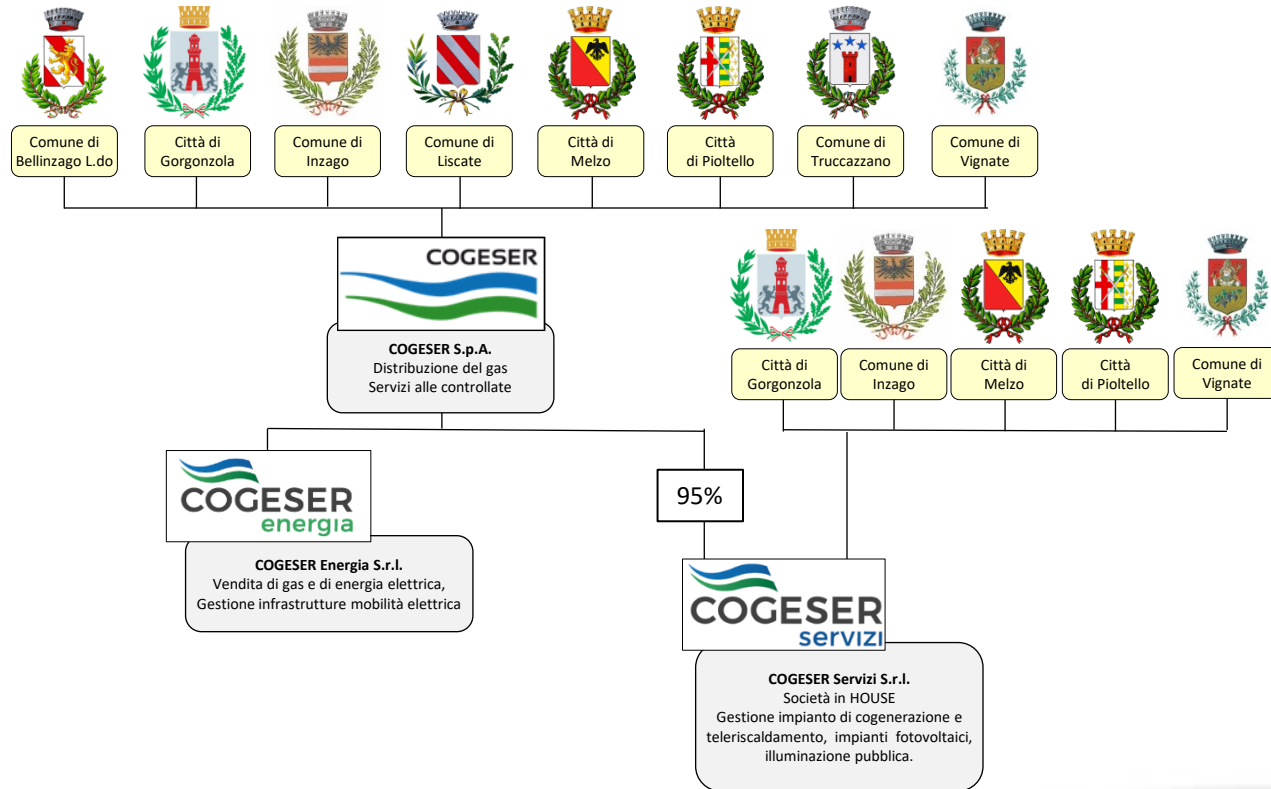 Comune di
Bellinzago L.do
Città di
Gorgonzola
Comune di
Inzago
Comune di
Liscate
Città di
Melzo
Città
di Pioltello
Comune di
Truccazzano
Comune di
Vignate
COGESER
COGESER S.p.A.
Distribuzione del gas
Servizi alle controllate
Città di
Gorgonzola
Comune di
Inzago
Città di
Melzo
Città
di Pioltello
Comune di
Vignate
COGESER
energia
95%
COGESER Energia S.r.l.
Vendita di gas e di energia elettrica,
Gestione infrastrutture mobilità elettrica
COGESER
servizi
COGESER Servizi S.r.l.
Società in HOUSE
Gestione impianto di cogenerazione e
teleriscaldamento, impianti fotovoltaici,
illuminazione pubblica.